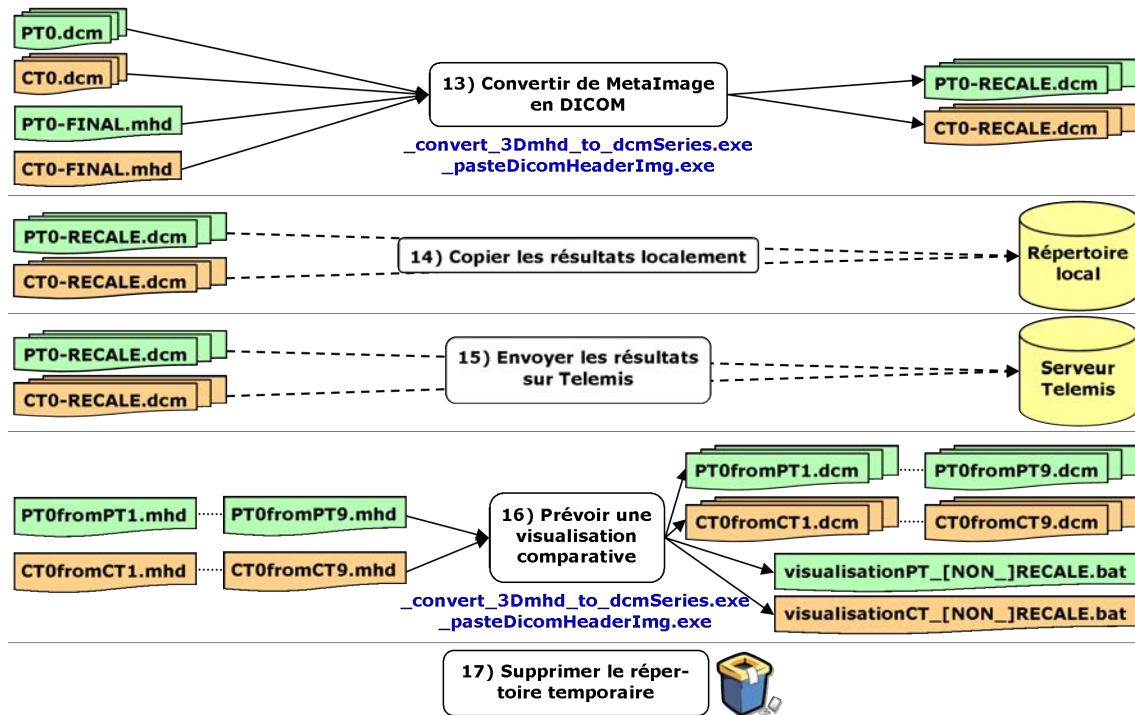 PT0.dcm
CT0.dcm
PT0-FINAL.mhd
CT0-FINAL.mhd
13) Convertir de MetaImage
en DICOM
_convert_3Dmhd_to_dcmSeries.exe
_pasteDicomHeaderImg.exe
PT0-RECALE.dcm
CT0-RECALE.dcm
PT0-RECALE.dcm
CT0-RECALE.dcm
14) Copier les résultats localement
Répertoire
local
PT0-RECALE.dcm
CT0-RECALE.dcm
15) Envoyer les résultats
sur Telemis
Serveur
Telemis
PT0fromPT1.mhd
PT0fromPT9.mhd
CT0fromCT1.mhd
CT0fromCT9.mhd
16) Prévoir une
visualisation
comparative
_convert_3Dmhd_to_dcmSeries.exe
_pasteDicomHeaderImg.exe
PT0fromPT1.dcm
PT0fromPT9.dcm
CT0fromCT1.dcm
CT0fromCT9.dcm
visualisationPT_[NON_]RECALE.bat
visualisationCT_[NON_]RECALE.bat
17) Supprimer le réper-
toire temporaire